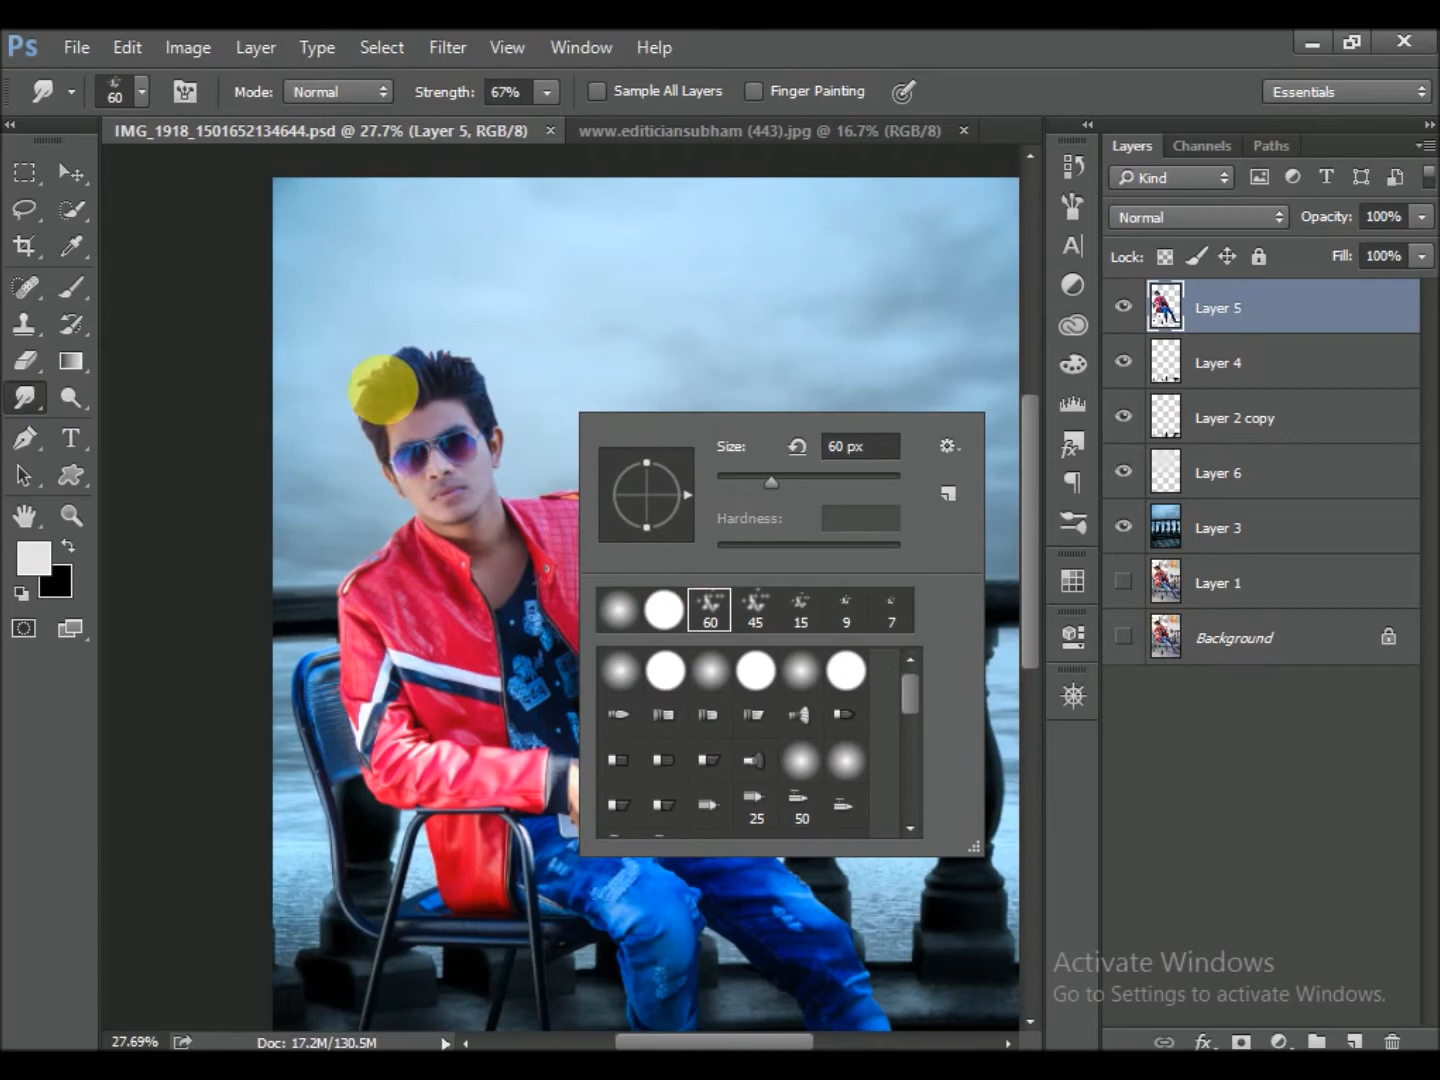 Ps File Edit Image Layer Type Select Filter View Window Help
60 Mode: Normal Strength: 67% Sample All Layers Finger Painting Essentials
IMG_1918_1501652134644.psd @ 27.7% (Layer 5, RGB/8) × www.editiciansubham (443).jpg @ 16.7% (RGB/8) ×
Layers Channels Paths
Kind
Normal Opacity: 100%
Lock: Fill: 100%
Layer 5
Layer 4
Layer 2 copy
Layer 6
Layer 3
Layer 1
Background
Size: 60 px
Hardness:
60 45 15 9 7
25 50
Activate Windows
Go to Settings to activate Windows.
27.69% Doc: 17.2M/130.5M